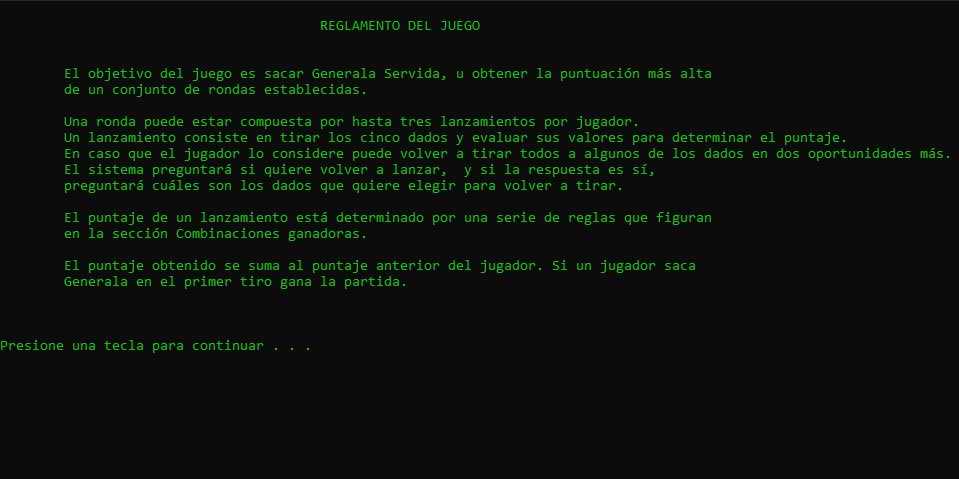 REGLAMENTO DEL JUEGO
El objetivo del juego es sacar Generala Servida, u obtener la puntuación más alta
de un conjunto de rondas establecidas.
Una ronda puede estar compuesta por hasta tres lanzamientos por jugador.
Un lanzamiento consiste en tirar los cinco dados y evaluar sus valores para determinar el puntaje.
En caso que el jugador lo considere puede volver a tirar todos a algunos de los dados en dos oportunidades más.
El sistema preguntará si quiere volver a lanzar,  y si la respuesta es sí,
preguntará cuáles son los dados que quiere elegir para volver a tirar.
El puntaje de un lanzamiento está determinado por una serie de reglas que figuran
en la sección Combinaciones ganadoras.
El puntaje obtenido se suma al puntaje anterior del jugador. Si un jugador saca
Generala en el primer tiro gana la partida.
Presione una tecla para continuar . . .